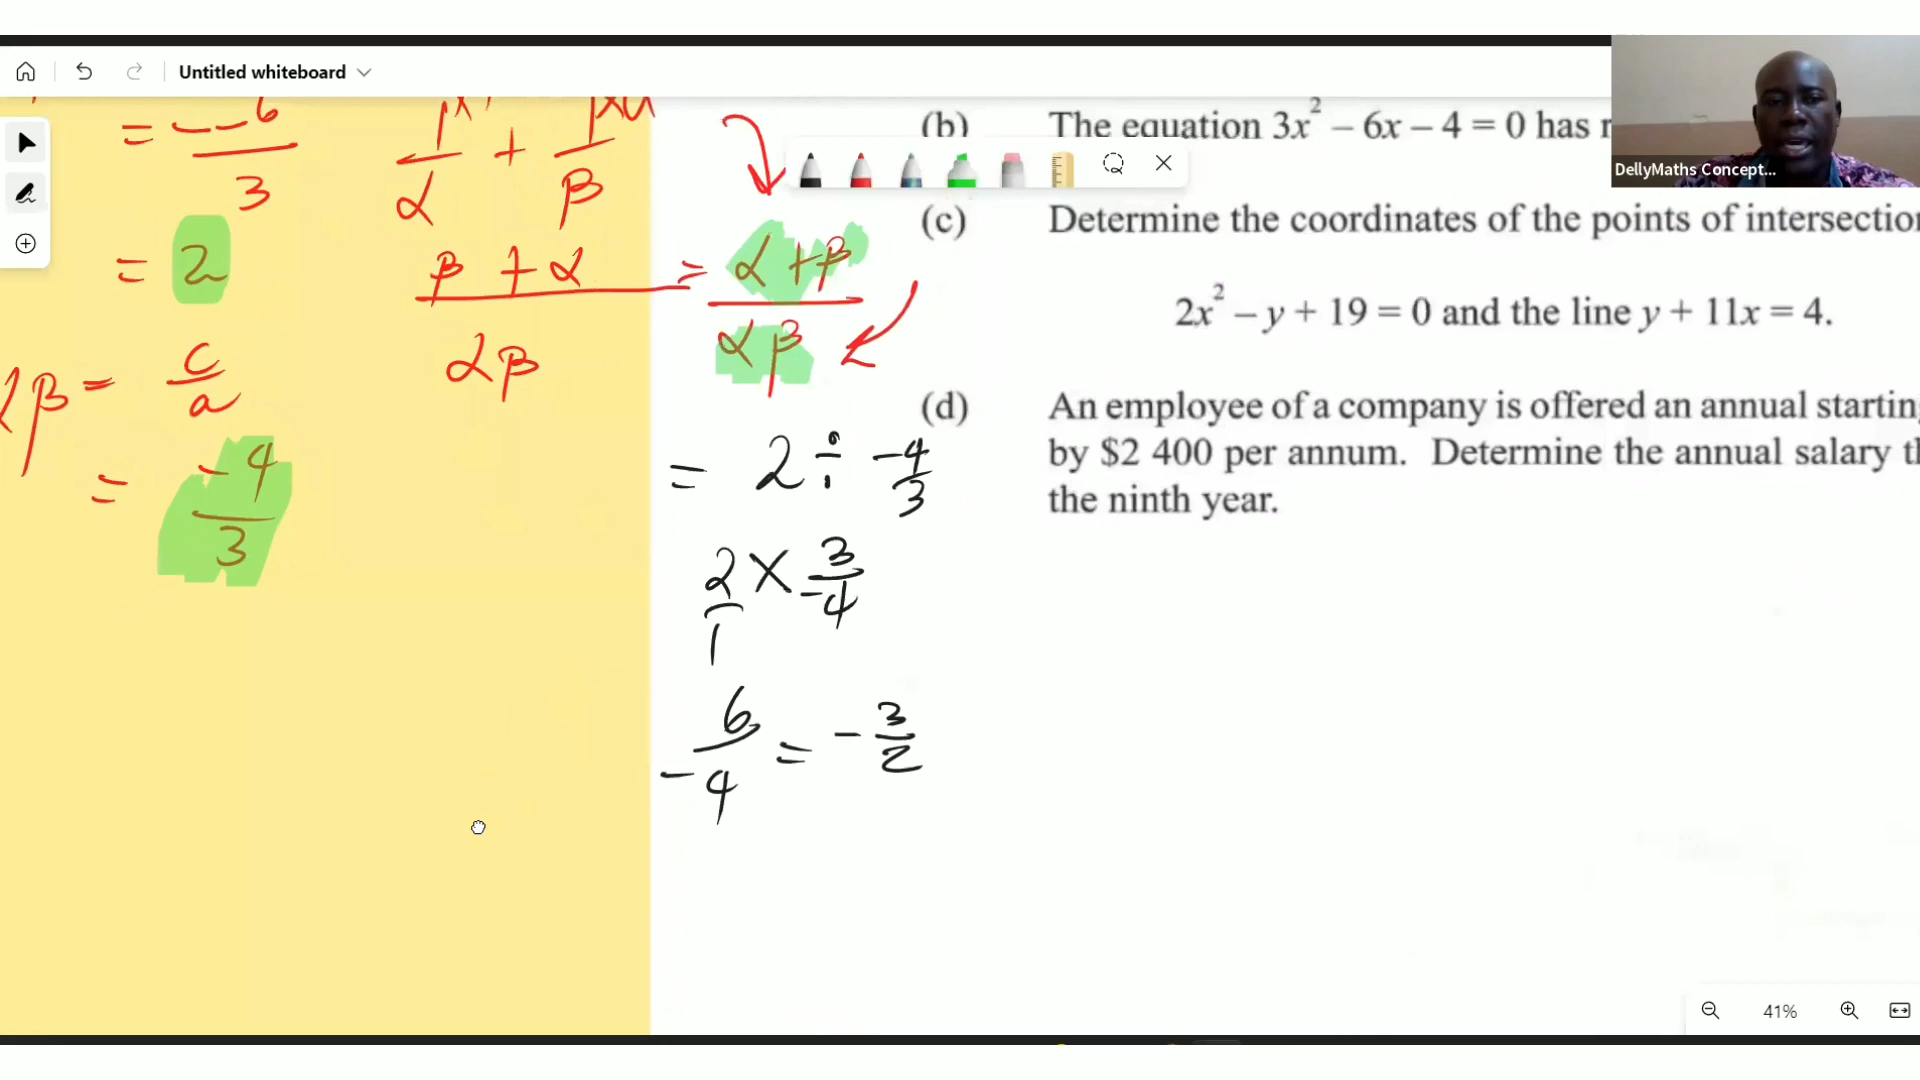 Untitled whiteboard
DellyMaths Concept...
= --6/3
= 2
αβ = c/a
= -4/3
1×/α + 1×α/β
β + α / αβ = α + β / αβ
= 2 ÷ -4/3
2/1 × 3/-4
6/-4 = - 3/2
(b) The equation 3x² – 6x – 4 = 0 has
(c) Determine the coordinates of the points of
2x² – y + 19 = 0 and the line y + 11x = 4.
(d) An employee of a company is offered an annual
by $2 400 per annum. Determine the annual salary
the ninth year.
41%